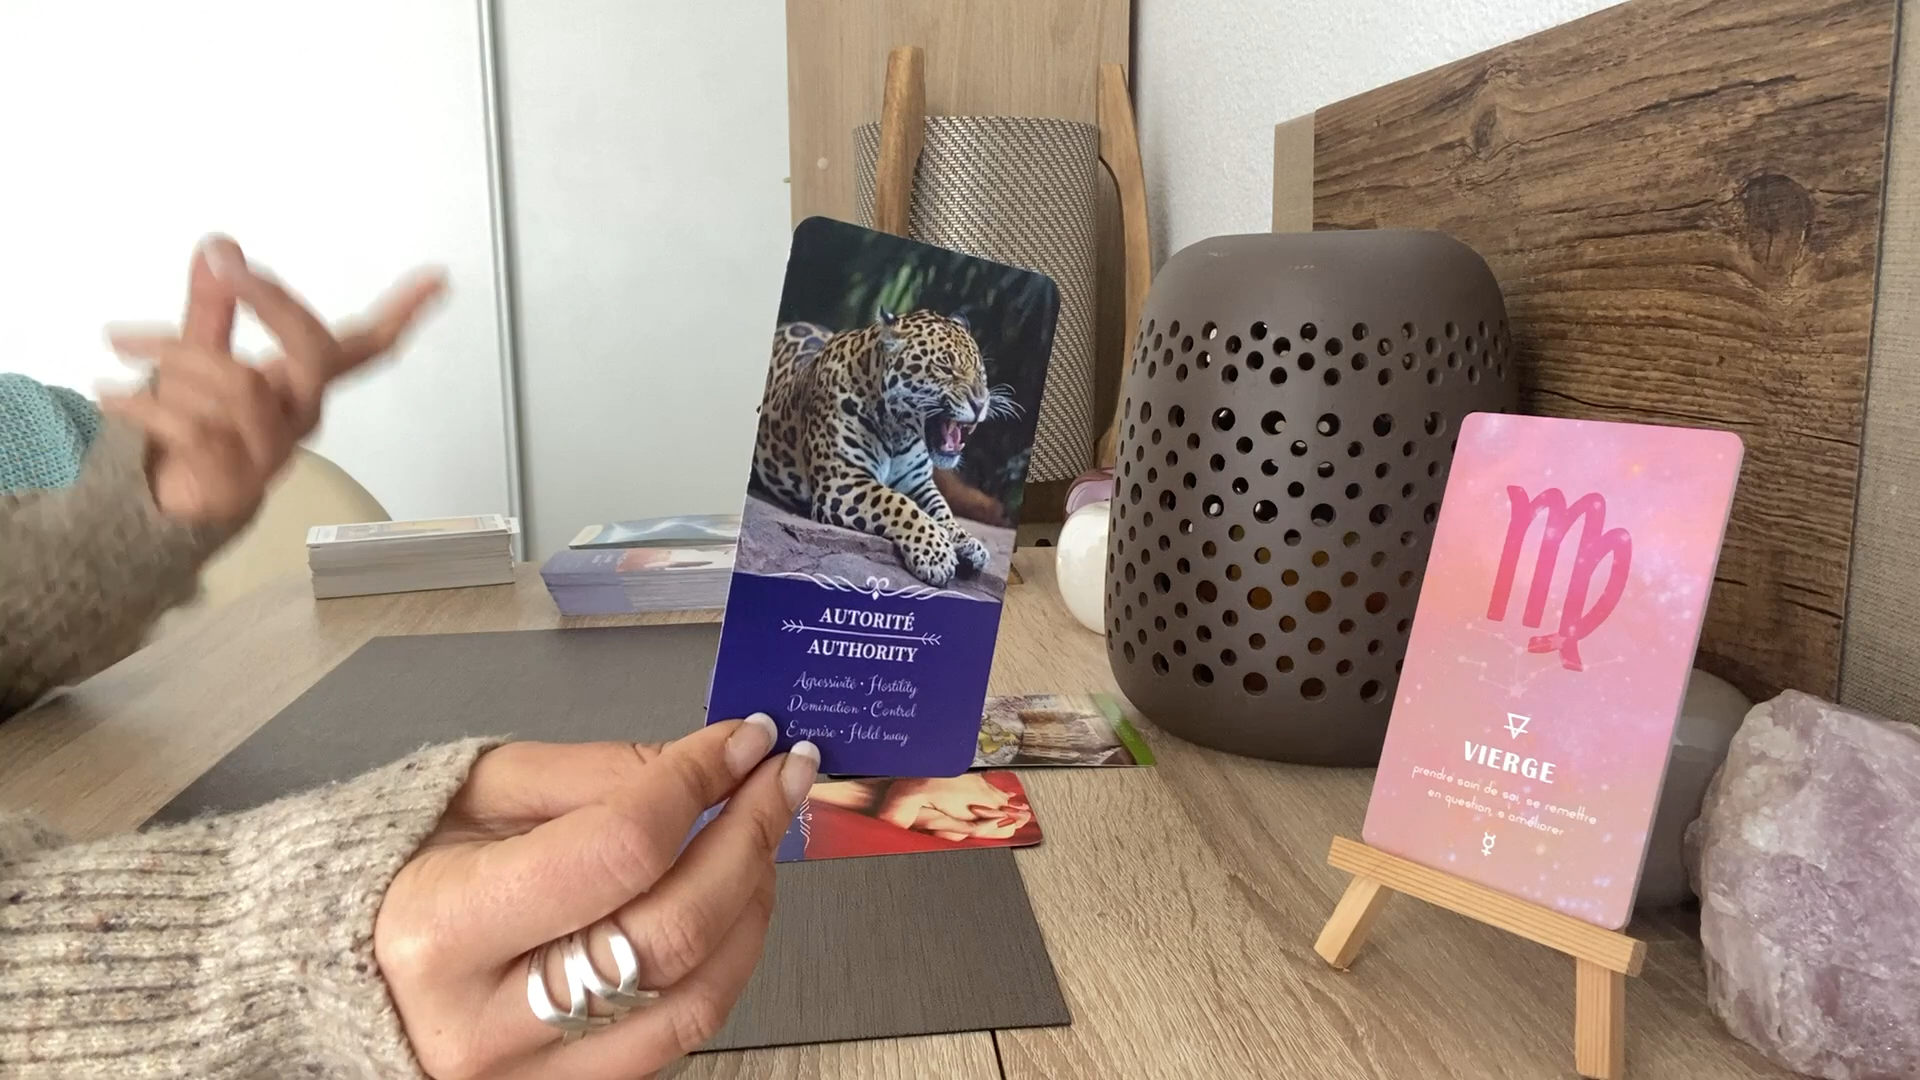 AUTORITÉ
AUTHORITY
Agressivité • Hostility
Domination • Control
Emprise • Hold sway
VIERGE
prendre soin de soi, se remettre
en question, s'améliorer